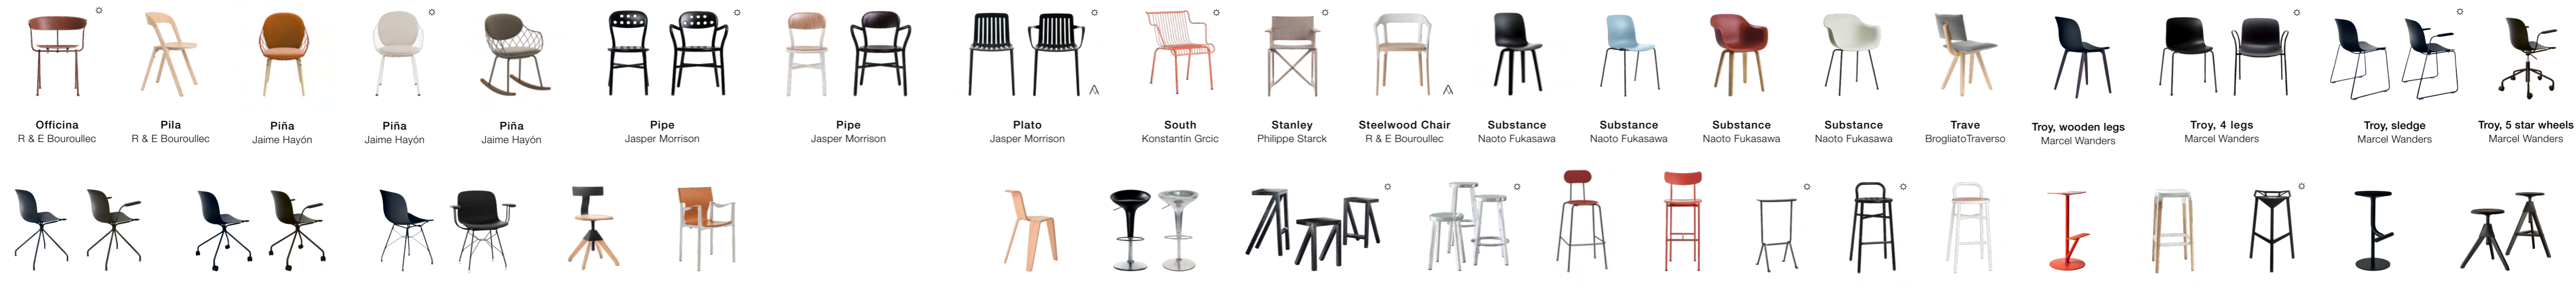 Officina
R & E Bouroullec
Pila
R & E Bouroullec
Piña
Jaime Hayón
Piña
Jaime Hayón
Piña
Jaime Hayón
Pipe
Jasper Morrison
Pipe
Jasper Morrison
Plato
Jasper Morrison
South
Konstantin Grcic
Stanley
Philippe Starck
Steelwood Chair
R & E Bouroullec
Substance
Naoto Fukasawa
Substance
Naoto Fukasawa
Substance
Naoto Fukasawa
Substance
Naoto Fukasawa
Trave
BrogliatoTraverso
Troy, wooden legs
Marcel Wanders
Troy, 4 legs
Marcel Wanders
Troy, sledge
Marcel Wanders
Troy, 5 star wheels
Marcel Wanders